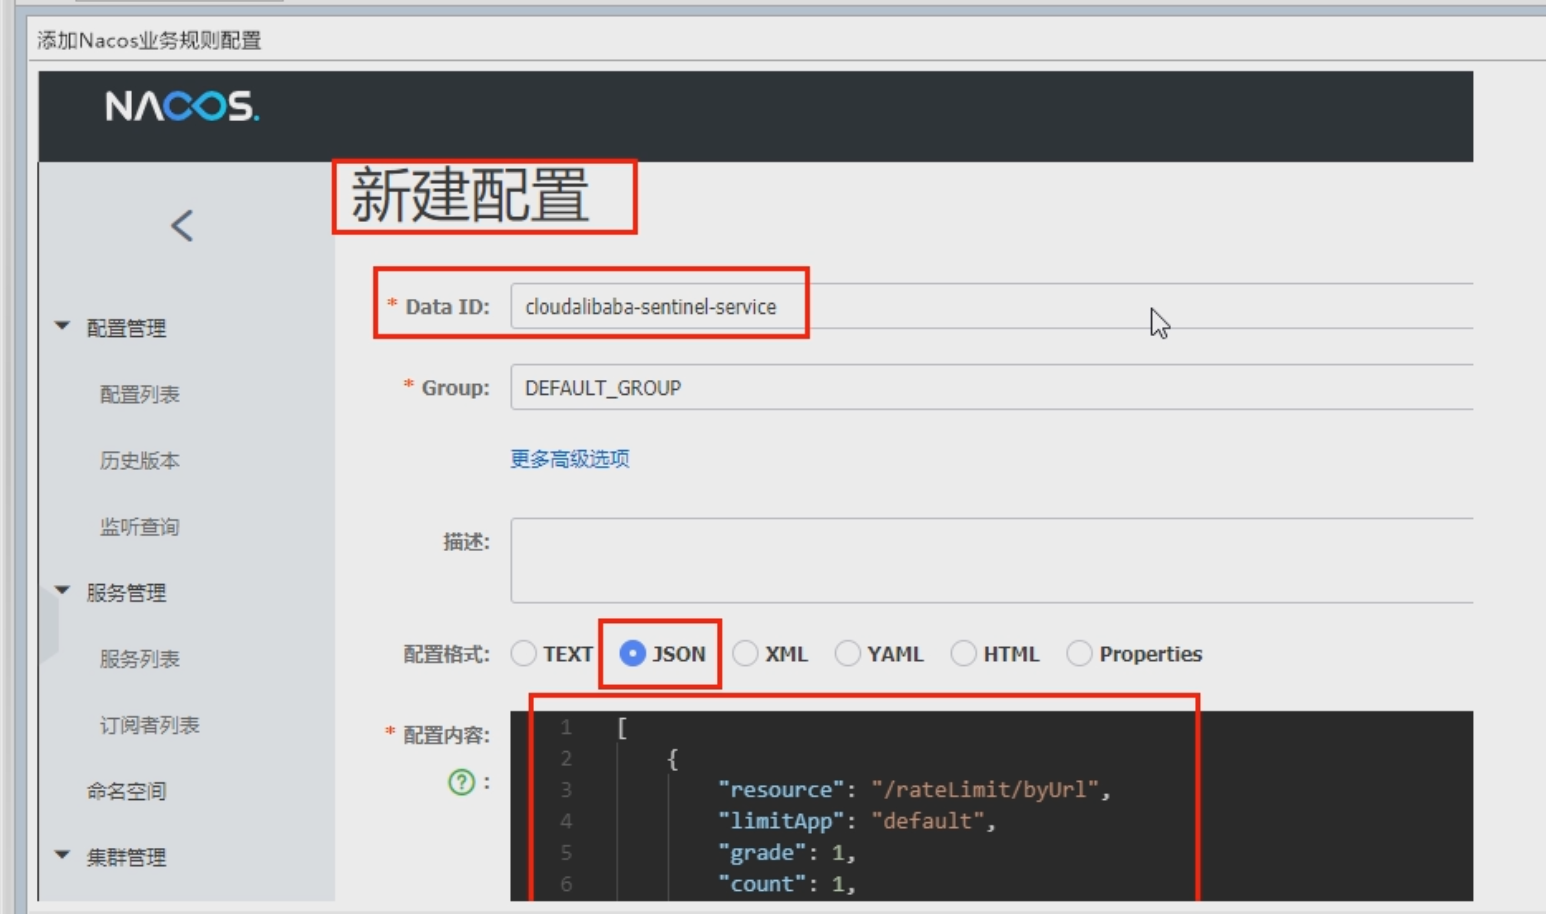 添加Nacos业务规则配置
NACOS.
新建配置
* Data ID: cloudalibaba-sentinel-service
配置管理
* Group: DEFAULT_GROUP
配置列表
更多高级选项
历史版本
监听查询
描述:
服务管理
配置格式: TEXT JSON XML YAML HTML Properties
服务列表
订阅者列表
* 配置内容:
? :
命名空间
集群管理
1 [
2 {
3 "resource": "/rateLimit/byUrl",
4 "limitApp": "default",
5 "grade": 1,
6 "count": 1,